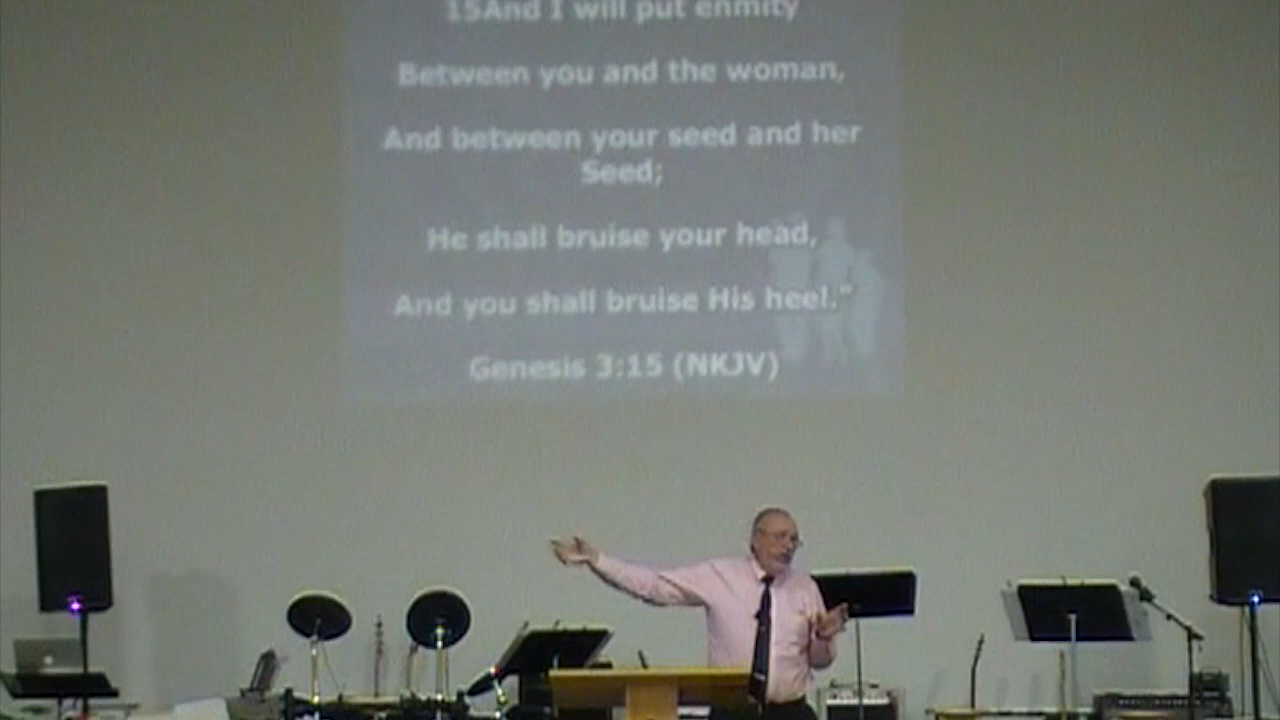 15And I will put enmity
Between you and the woman,
And between your seed and her
Seed;
He shall bruise your head,
And you shall bruise His heel."
Genesis 3:15 (NKJV)